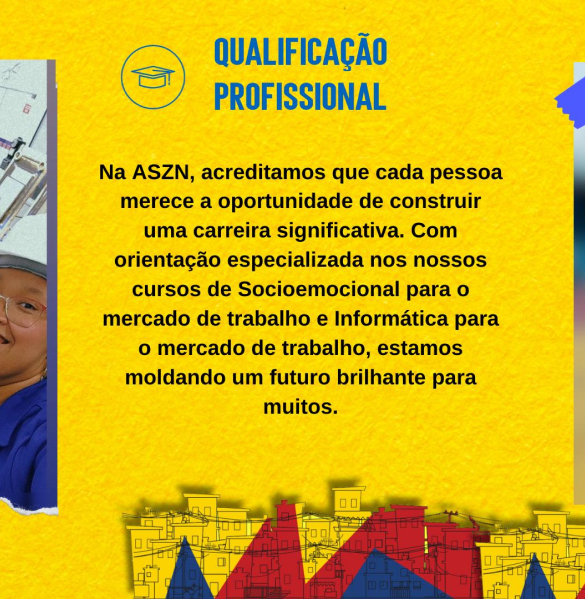 QUALIFICAÇÃO
PROFISSIONAL
Na ASZN, acreditamos que cada pessoa
merece a oportunidade de construir
uma carreira significativa. Com
orientação especializada nos nossos
cursos de Socioemocional para o
mercado de trabalho e Informática para
o mercado de trabalho, estamos
moldando um futuro brilhante para
muitos.